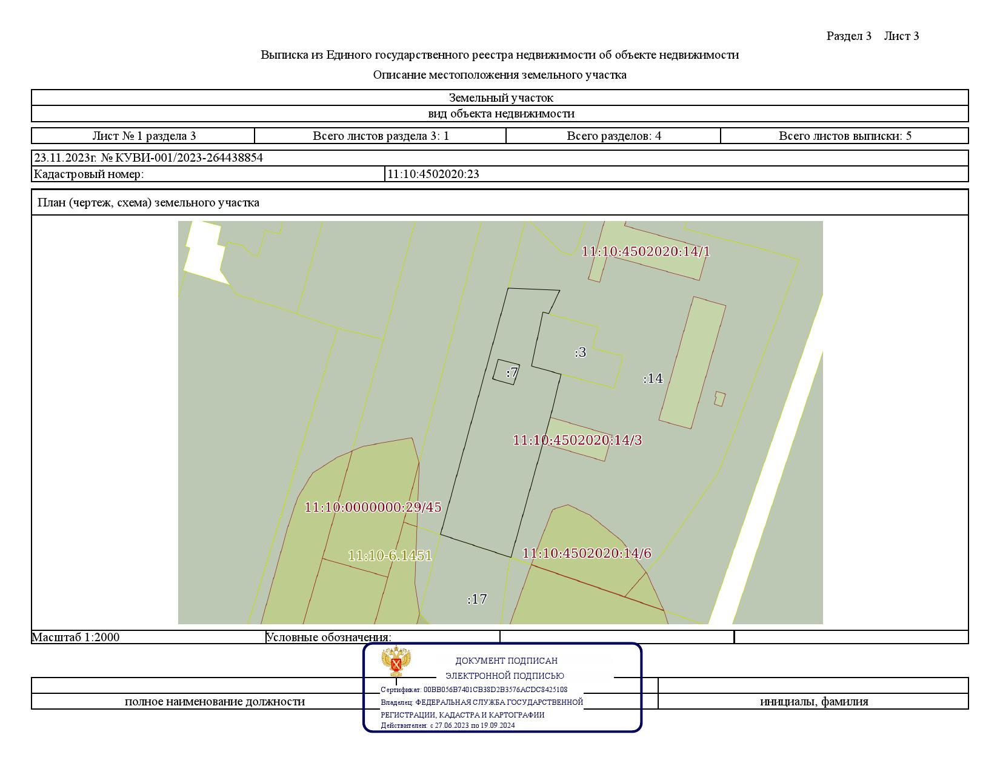 Раздел 3 Лист 3
Выписка из Единого государственного реестра недвижимости об объекте недвижимости
Описание местоположения земельного участка
Земельный участок
вид объекта недвижимости
Лист № 1 раздела 3 Всего листов раздела 3: 1 Всего разделов: 4 Всего листов выписки: 5
23.11.2023г. № КУВИ-001/2023-264438854
Кадастровый номер: 11:10:4502020:23
План (чертеж, схема) земельного участка
11:10:4502020:14/1
:3
:7
:14
11:10:4502020:14/3
11:10:0000000:29/45
11:10-6.1451
11:10:4502020:14/6
:17
Масштаб 1:2000 Условные обозначения:
ДОКУМЕНТ ПОДПИСАН
ЭЛЕКТРОННОЙ ПОДПИСЬЮ
Сертификат: 00BB056B7401CB38D2B3576ACDC8425108
Владелец: ФЕДЕРАЛЬНАЯ СЛУЖБА ГОСУДАРСТВЕННОЙ
РЕГИСТРАЦИИ, КАДАСТРА И КАРТОГРАФИИ
Действителен: с 27.06.2023 по 19.09.2024
полное наименование должности инициалы, фамилия